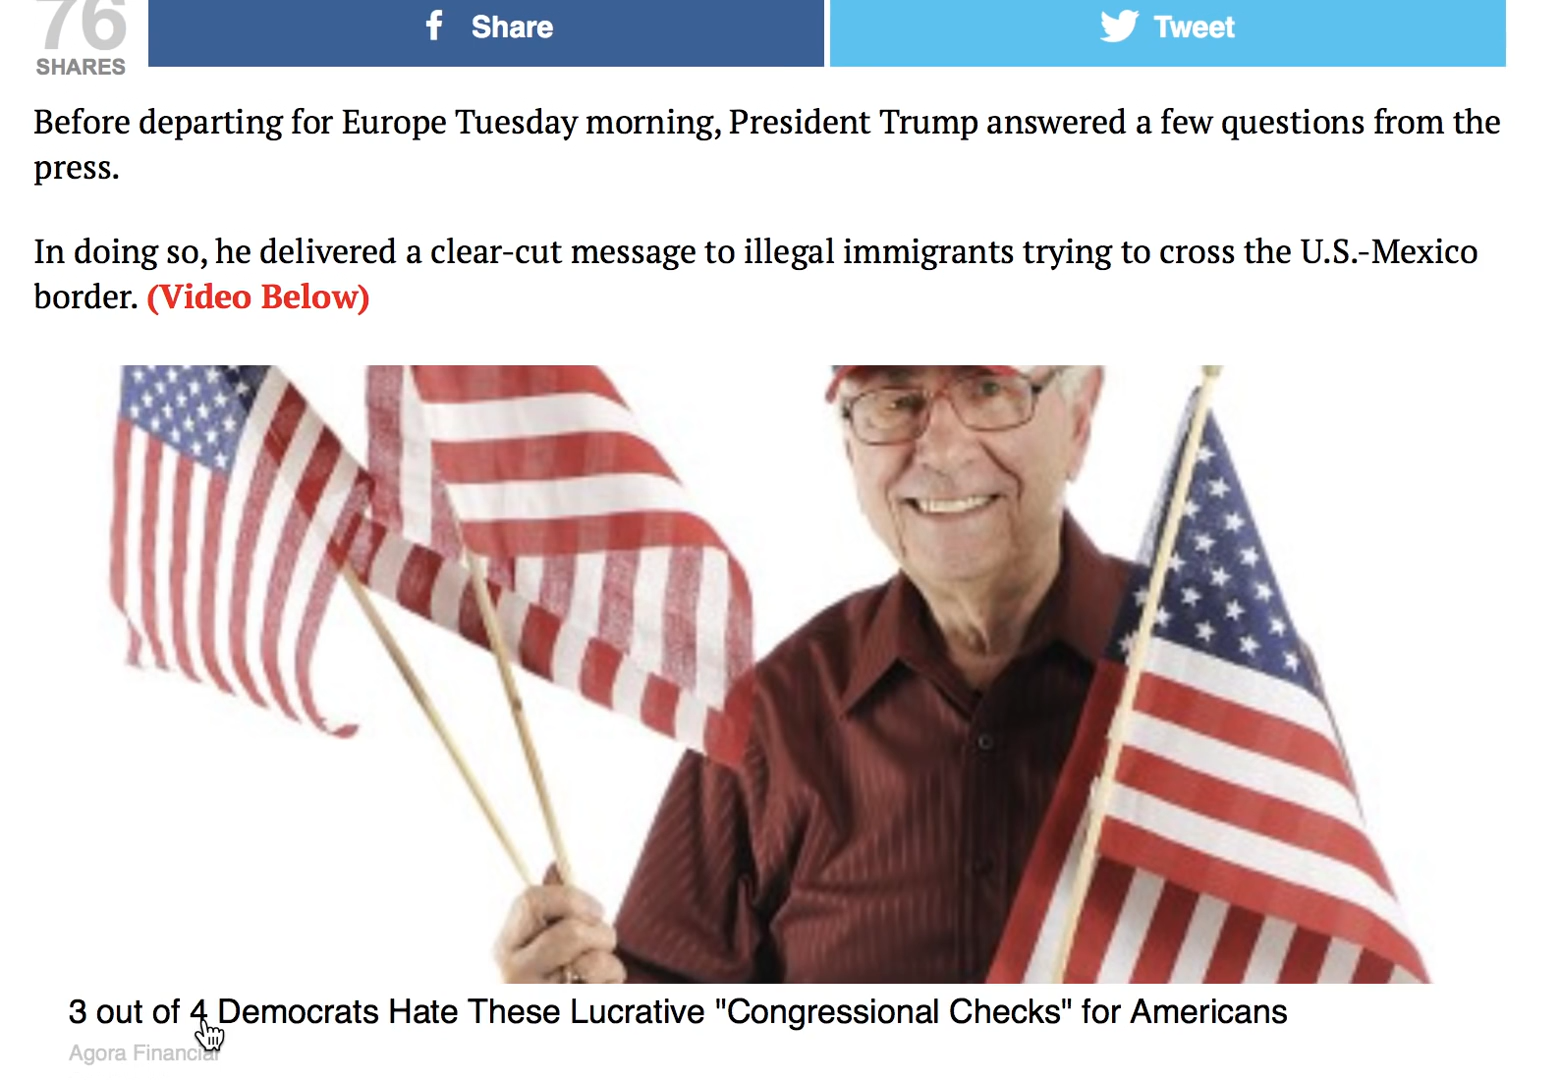 76
SHARES
f Share
Tweet
Before departing for Europe Tuesday morning, President Trump answered a few questions from the
press.
In doing so, he delivered a clear-cut message to illegal immigrants trying to cross the U.S.-Mexico
border. (Video Below)
3 out of 4 Democrats Hate These Lucrative "Congressional Checks" for Americans
Agora Financial